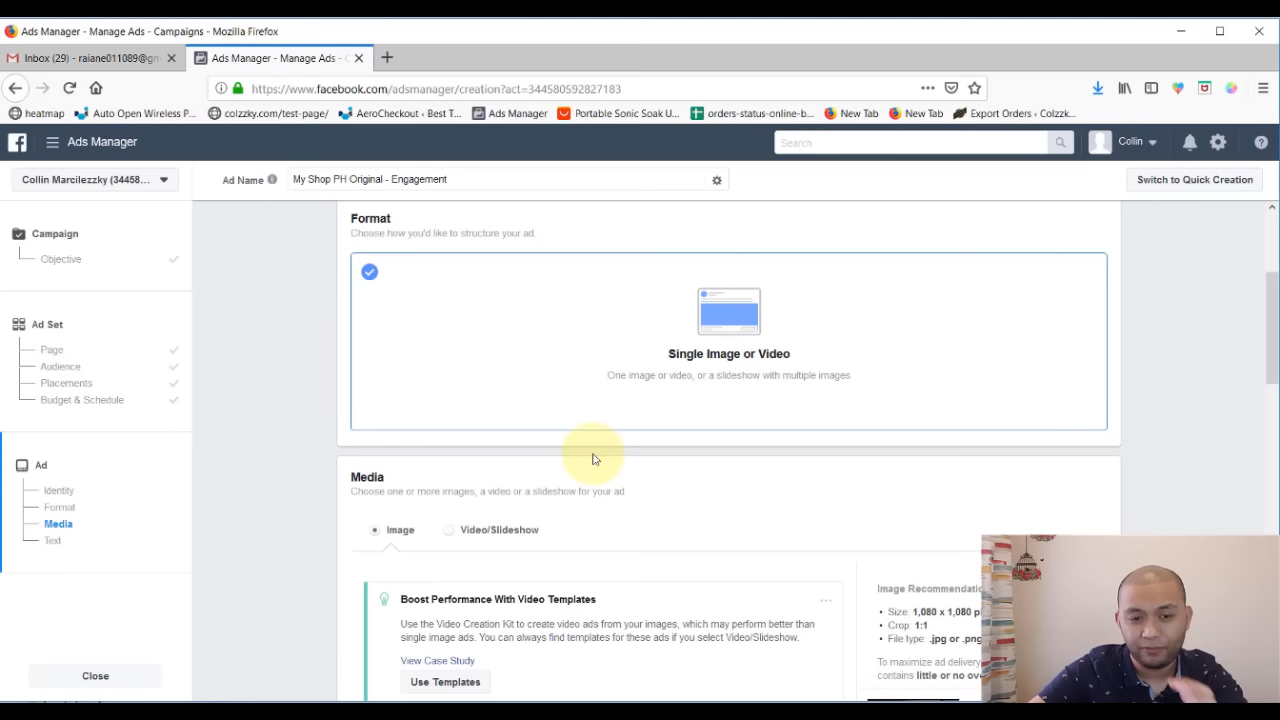 Ads Manager - Manage Ads - Campaigns - Mozilla Firefox
Inbox (29) - raiane011089@gm
Ads Manager - Manage Ads - C
https://www.facebook.com/adsmanager/creation?act=344580592827183
heatmap
Auto Open Wireless P...
colzzky.com/test-page/
AeroCheckout ‹ Best T...
Ads Manager
Portable Sonic Soak U...
orders-status-online-b...
New Tab
New Tab
Export Orders ‹ Colzzk...
Ads Manager
Search
Collin
Collin Marcilezzky (34458...
Ad Name
My Shop PH Original - Engagement
Switch to Quick Creation
Campaign
Objective
Ad Set
Page
Audience
Placements
Budget & Schedule
Ad
Identity
Format
Media
Text
Close
Format
Choose how you'd like to structure your ad.
Single Image or Video
One image or video, or a slideshow with multiple images
Media
Choose one or more images, a video or a slideshow for your ad.
Image
Video/Slideshow
Boost Performance With Video Templates
Use the Video Creation Kit to create video ads from your images, which may perform better than
single image ads. You can always find templates for these ads if you select Video/Slideshow.
View Case Study
Use Templates
Image Recommendatio
• Size: 1,080 x 1,080 p
• Crop: 1:1
• File type: .jpg or .png
To maximize ad delivery
contains little or no ov